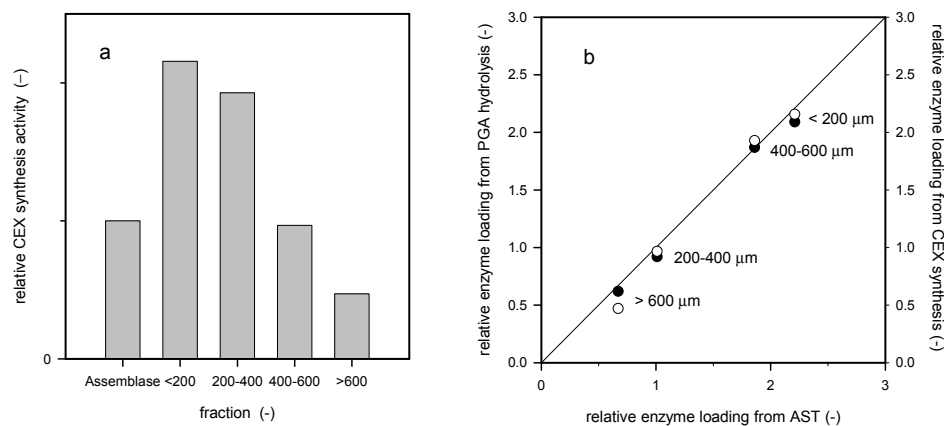 a
relative CEX synthesis activity (–)
0
Assemblase <200 200-400 400-600 >600
fraction (-)
b
relative enzyme loading from PGA hydrolysis (-)
3.0
2.5
2.0
1.5
1.0
0.5
0.0
< 200 µm
400-600 µm
200-400 µm
> 600 µm
0 1 2 3
relative enzyme loading from AST (-)
3.0
2.5
2.0
1.5
1.0
0.5
0.0
relative enzyme loading
from CEX synthesis (-)